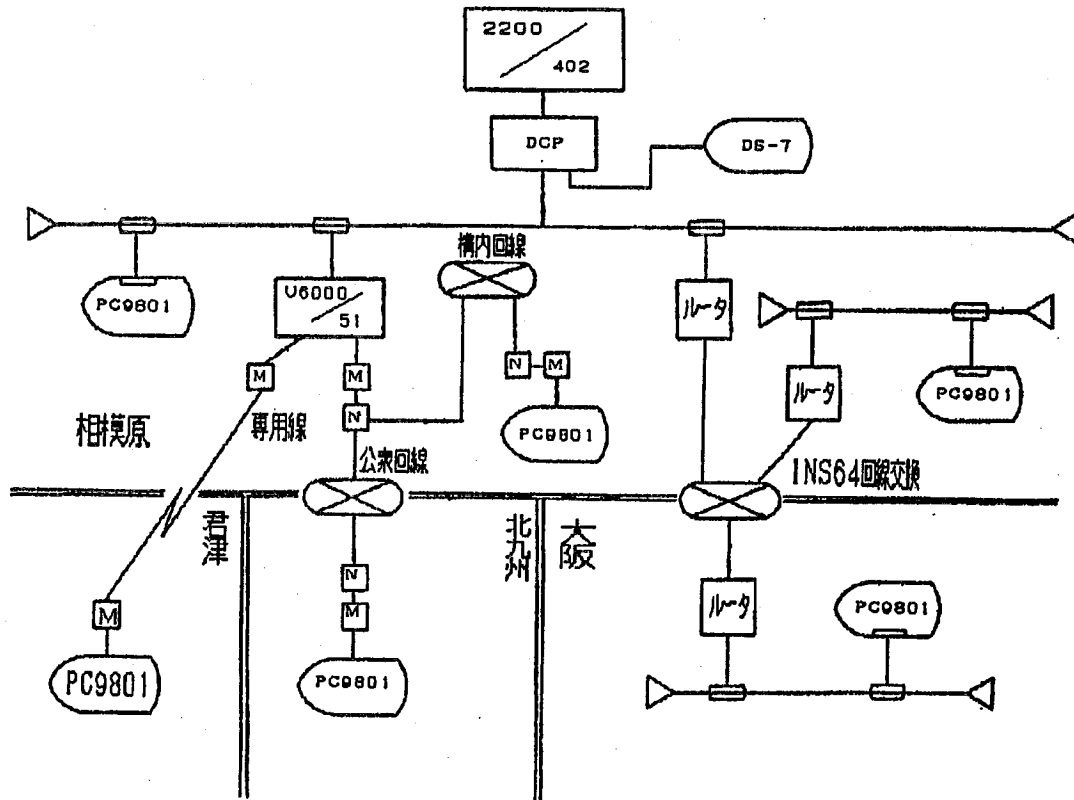 2200
402
DCP
DS-7
構内回線
PC9801
U6000
51
ルータ
M
M
N
M
N
ルータ
PC9801
PC9801
相模原
専用線
公衆回線
INS64回線交換
君津
北九州
大阪
M
N
M
ルータ
PC9801
PC9801
PC9801